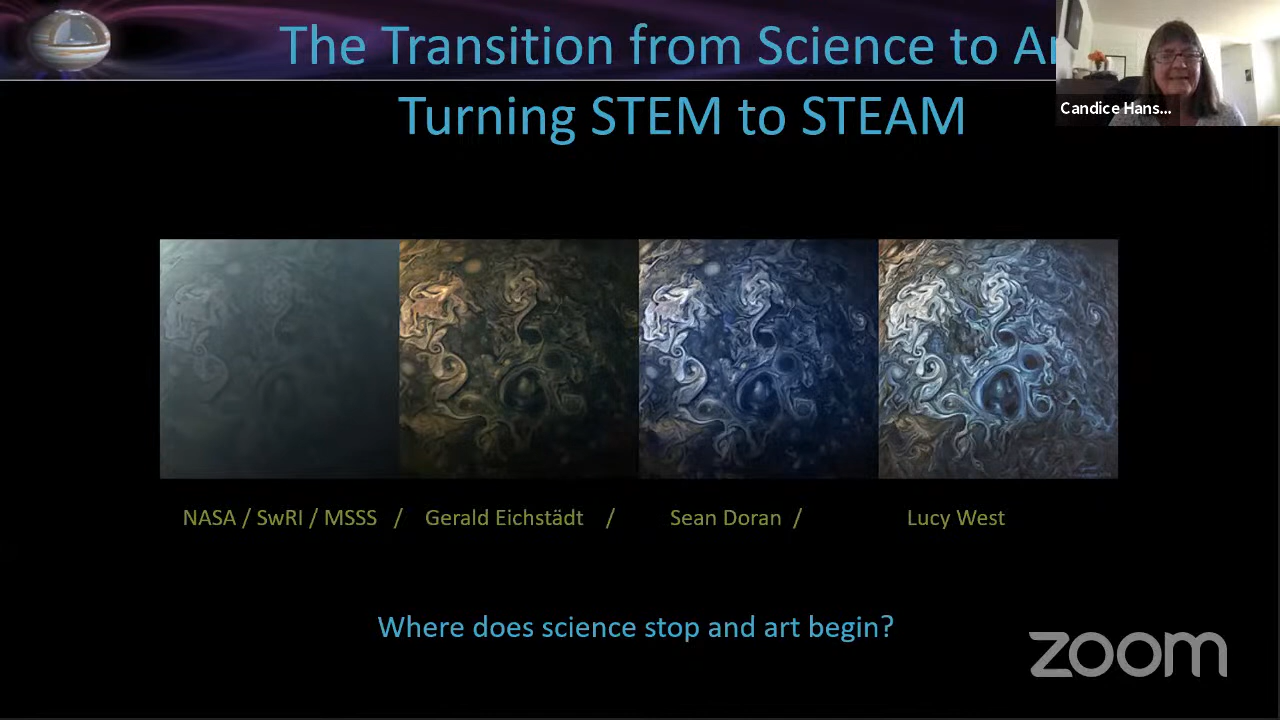 The Transition from Science to
Turning STEM to STEAM
Candice Hans...
NASA / SwRI / MSSS / Gerald Eichstädt / Sean Doran / Lucy West
Where does science stop and art begin?
zoom